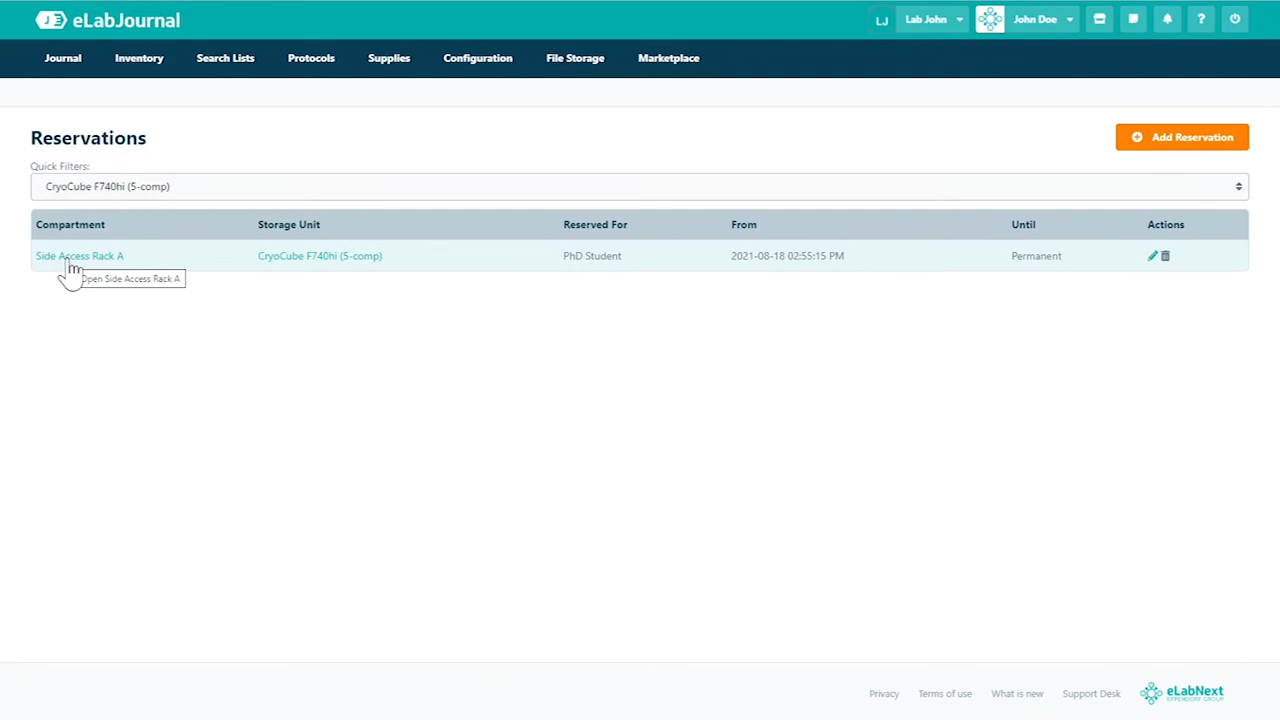 eLabJournal
LJ Lab John John Doe ?
Journal Inventory Search Lists Protocols Supplies Configuration File Storage Marketplace
Reservations
Add Reservation
Quick Filters:
CryoCube F740hi (5-comp)
Compartment Storage Unit Reserved For From Until Actions
Side Access Rack A CryoCube F740hi (5-comp) PhD Student 2021-08-18 02:55:15 PM Permanent
Open Side Access Rack A
Privacy Terms of use What is new Support Desk eLabNext
EPPENDORF GROUP